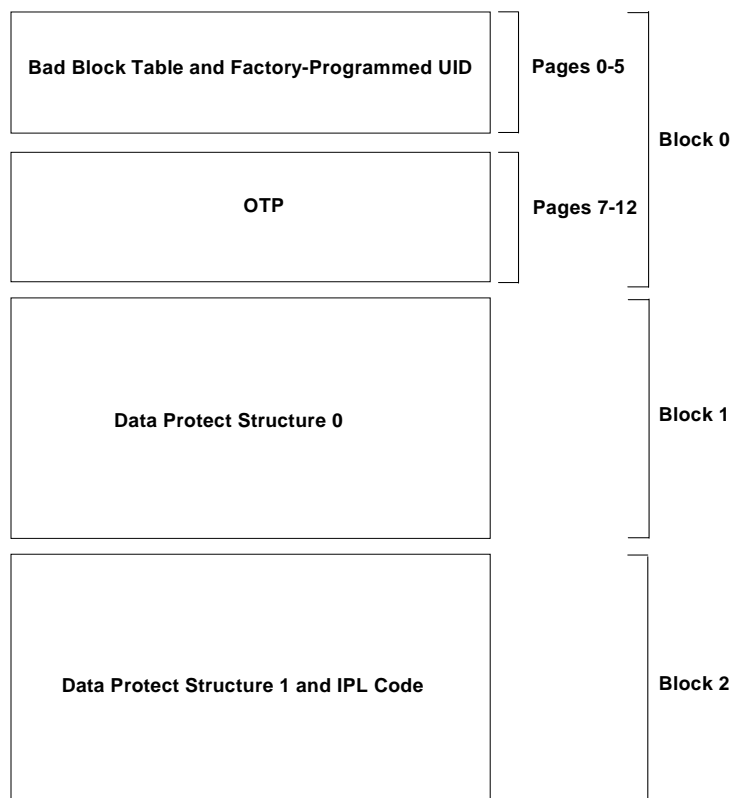 Bad Block Table and Factory-Programmed UID
Pages 0-5
Block 0
OTP
Pages 7-12
Data Protect Structure 0
Block 1
Data Protect Structure 1 and IPL Code
Block 2